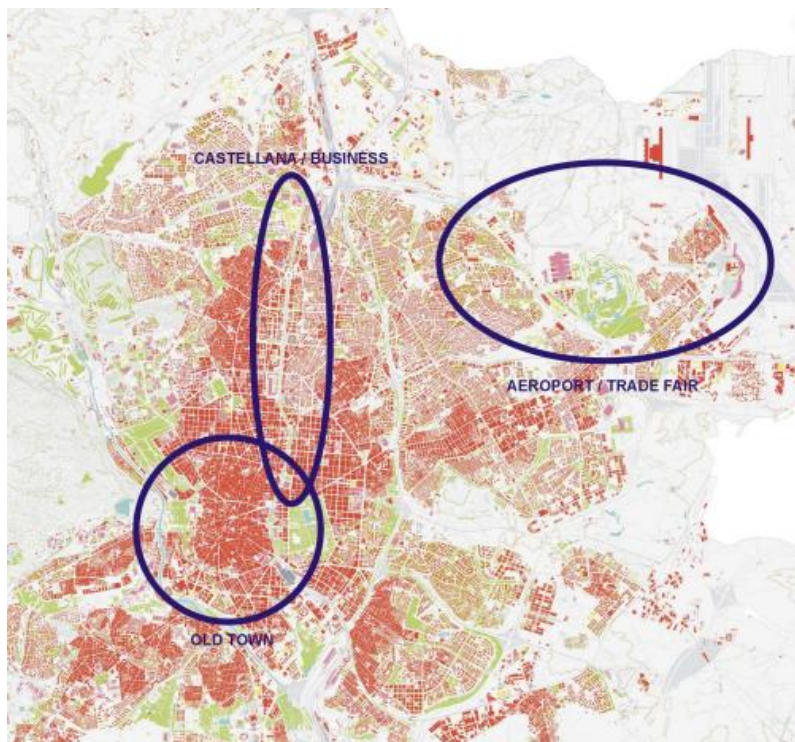 CASTELLANA / BUSINESS
AEROPORT / TRADE FAIR
OLD TOWN